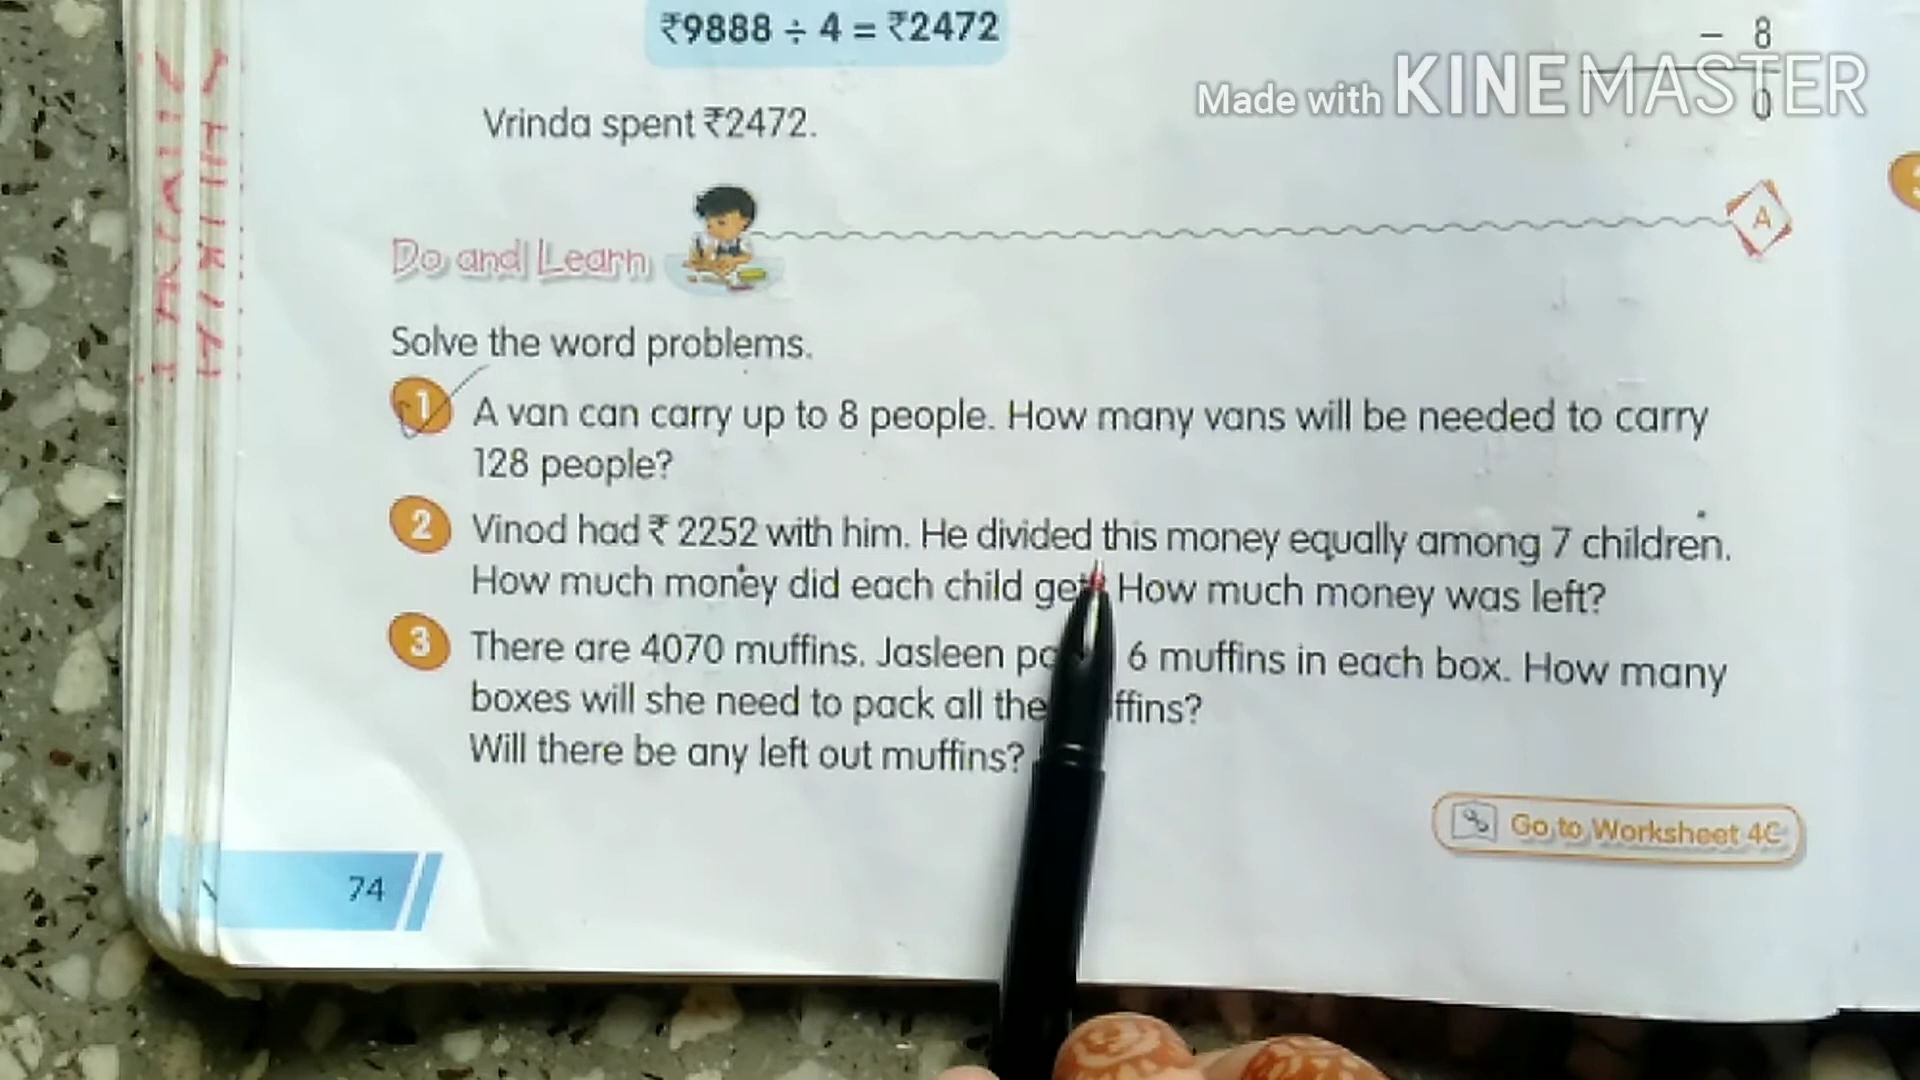 ₹9888 ÷ 4 = ₹2472
– 8
0
Made with KINEMASTER
Vrinda spent ₹2472.
A
Do and Learn
Solve the word problems.
1 A van can carry up to 8 people. How many vans will be needed to carry
128 people?
2 Vinod had ₹ 2252 with him. He divided this money equally among 7 children.
How much money did each child get How much money was left?
3 There are 4070 muffins. Jasleen 6 muffins in each box. How many
boxes will she need to pack all the muffins?
Will there be any left out muffins?
Go to Worksheet 4C
74